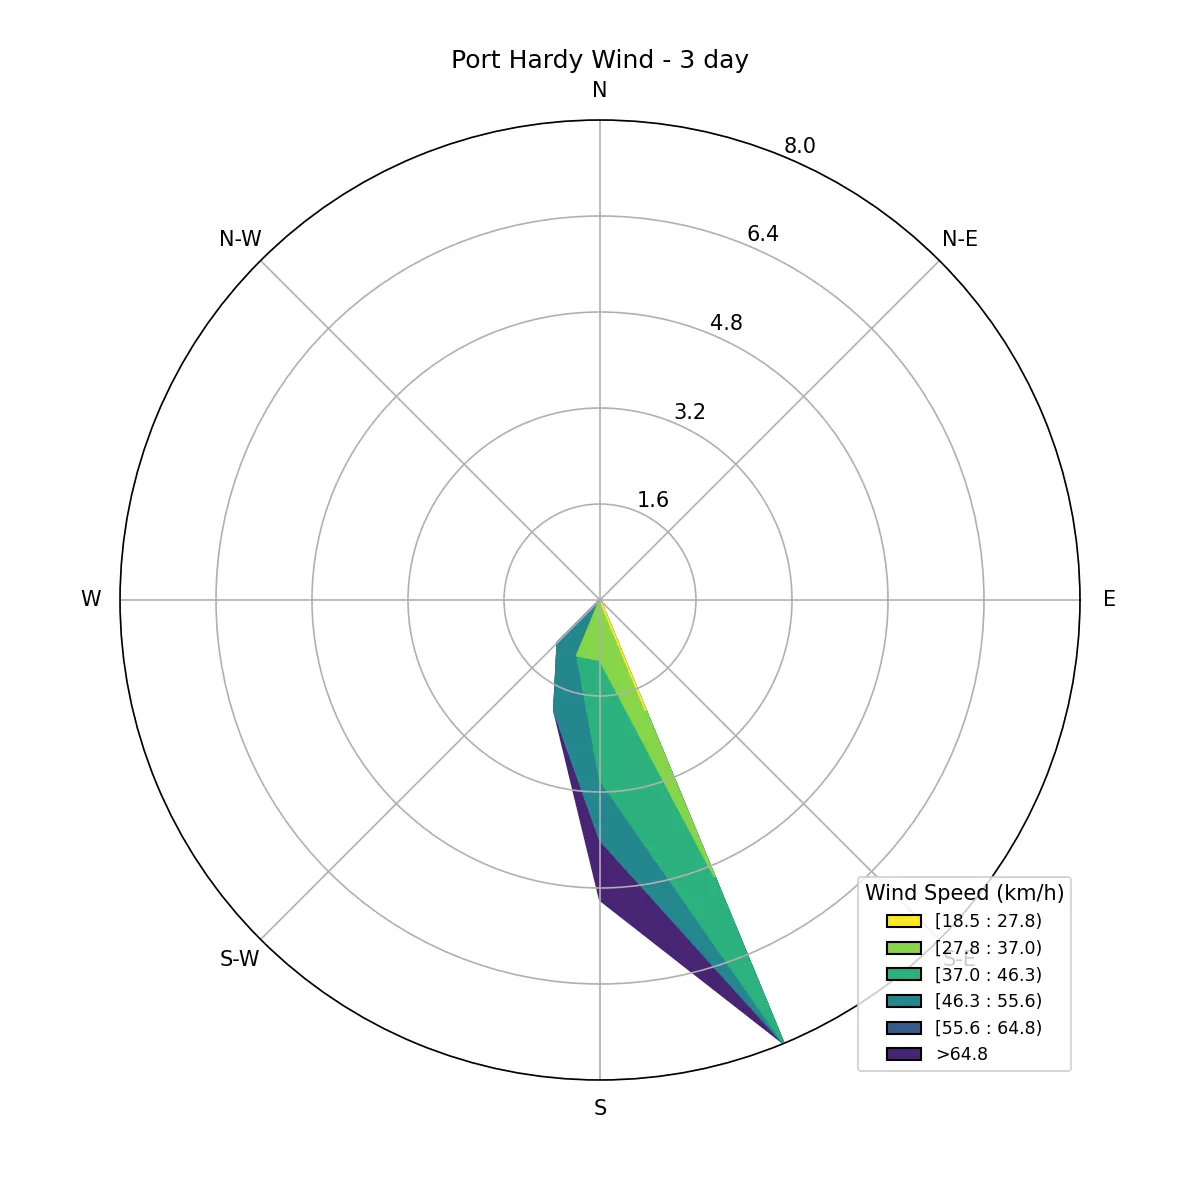 Port Hardy Wind - 3 day
N
8.0
N-W
N-E
6.4
4.8
3.2
1.6
W
E
S-W
S-E
S
Wind Speed (km/h)
[18.5 : 27.8)
[27.8 : 37.0)
[37.0 : 46.3)
[46.3 : 55.6)
[55.6 : 64.8)
>64.8